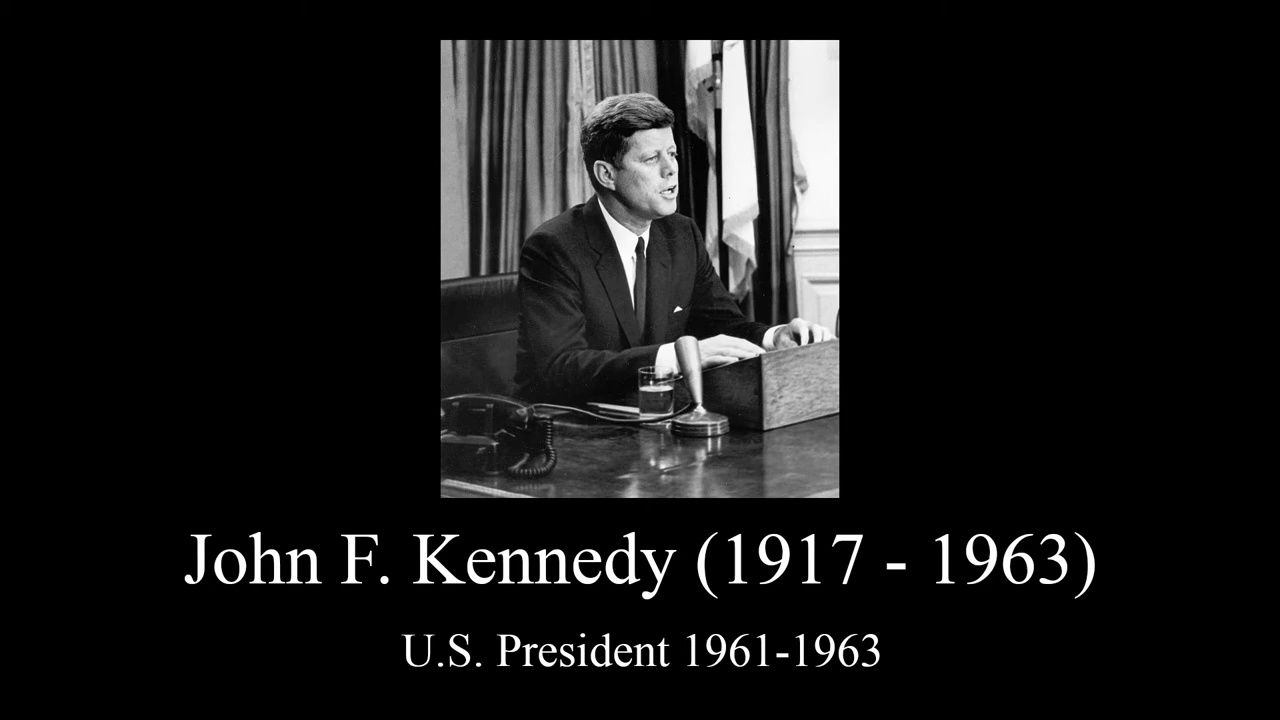 John F. Kennedy (1917 - 1963)
U.S. President 1961-1963